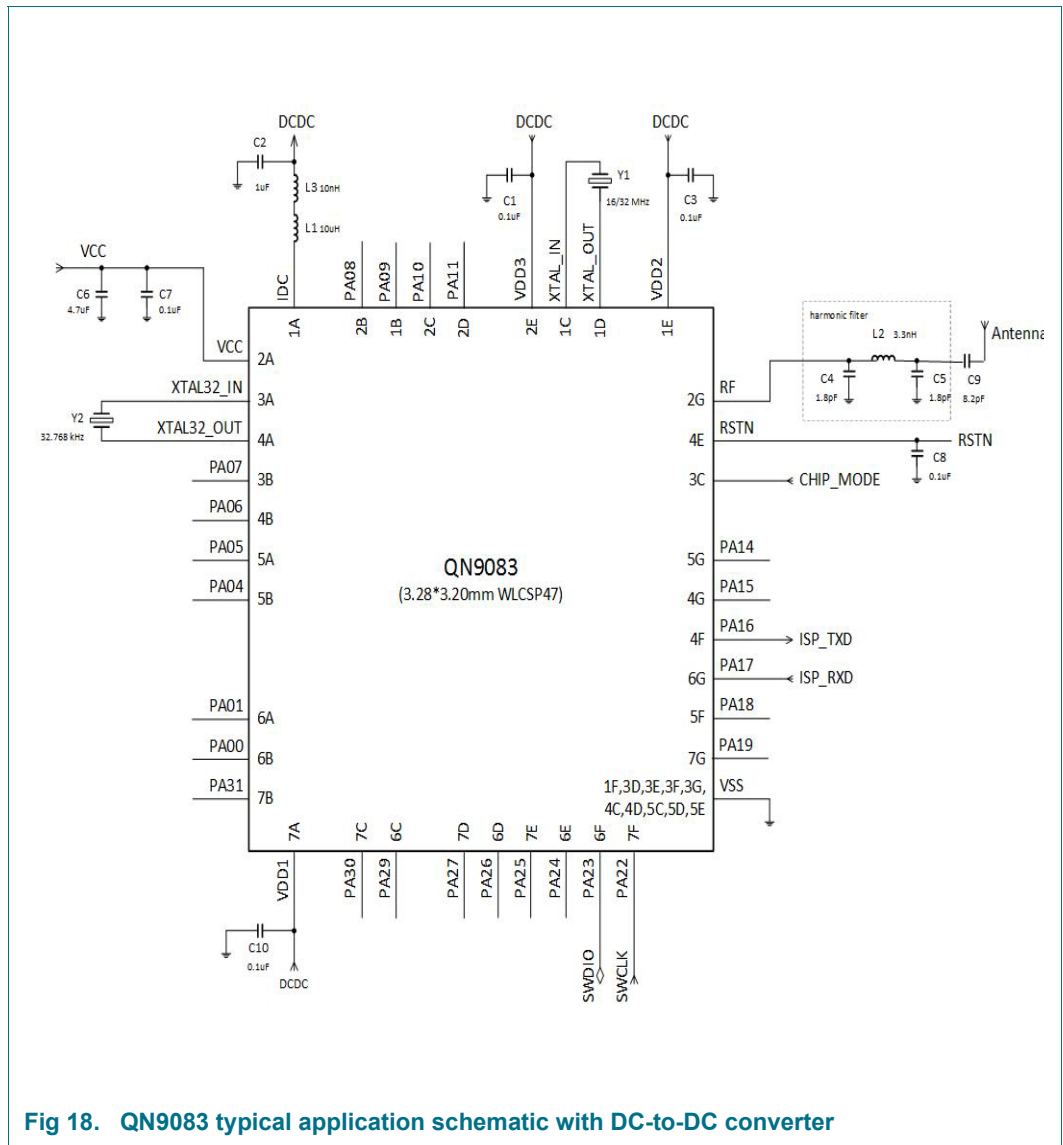 DCDC
C2
1uF
L3 10nH
L1 10uH
IDC
1A
PA08
2B
PA09
1B
PA10
2C
PA11
2D
DCDC
C1
0.1uF
VDD3
2E
XTAL_IN
1C
XTAL_OUT
1D
Y1
16/32 MHz
DCDC
C3
0.1uF
VDD2
1E
VCC
C6
4.7uF
C7
0.1uF
VCC
2A
XTAL32_IN
3A
Y2
32.768 kHz
XTAL32_OUT
4A
PA07
3B
PA06
4B
PA05
5A
PA04
5B
PA01
6A
PA00
6B
PA31
7B
QN9083
(3.28*3.20mm WLCSP47)
harmonic filter
L2 3.3nH
C4
1.8pF
C5
1.8pF
C9
8.2pF
Antenna
RF
2G
RSTN
4E
RSTN
C8
0.1uF
3C
CHIP_MODE
PA14
5G
PA15
4G
PA16
4F
ISP_TXD
PA17
6G
ISP_RXD
PA18
5F
PA19
7G
1F,3D,3E,3F,3G,
4C,4D,5C,5D,5E
VSS
7A
VDD1
C10
0.1uF
DCDC
7C
PA30
6C
PA29
7D
PA27
6D
PA26
7E
PA25
6E
PA24
6F
PA23
SWDIO
7F
PA22
SWCLK
Fig 18. QN9083 typical application schematic with DC-to-DC converter